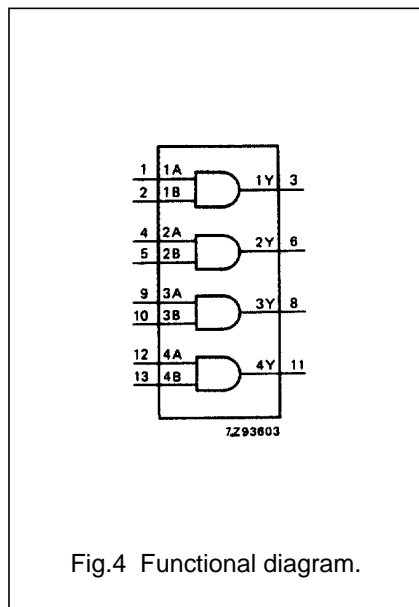 1 1A
2 1B
1Y 3
4 2A
5 2B
2Y 6
9 3A
10 3B
3Y 8
12 4A
13 4B
4Y 11
7Z93603
Fig.4 Functional diagram.